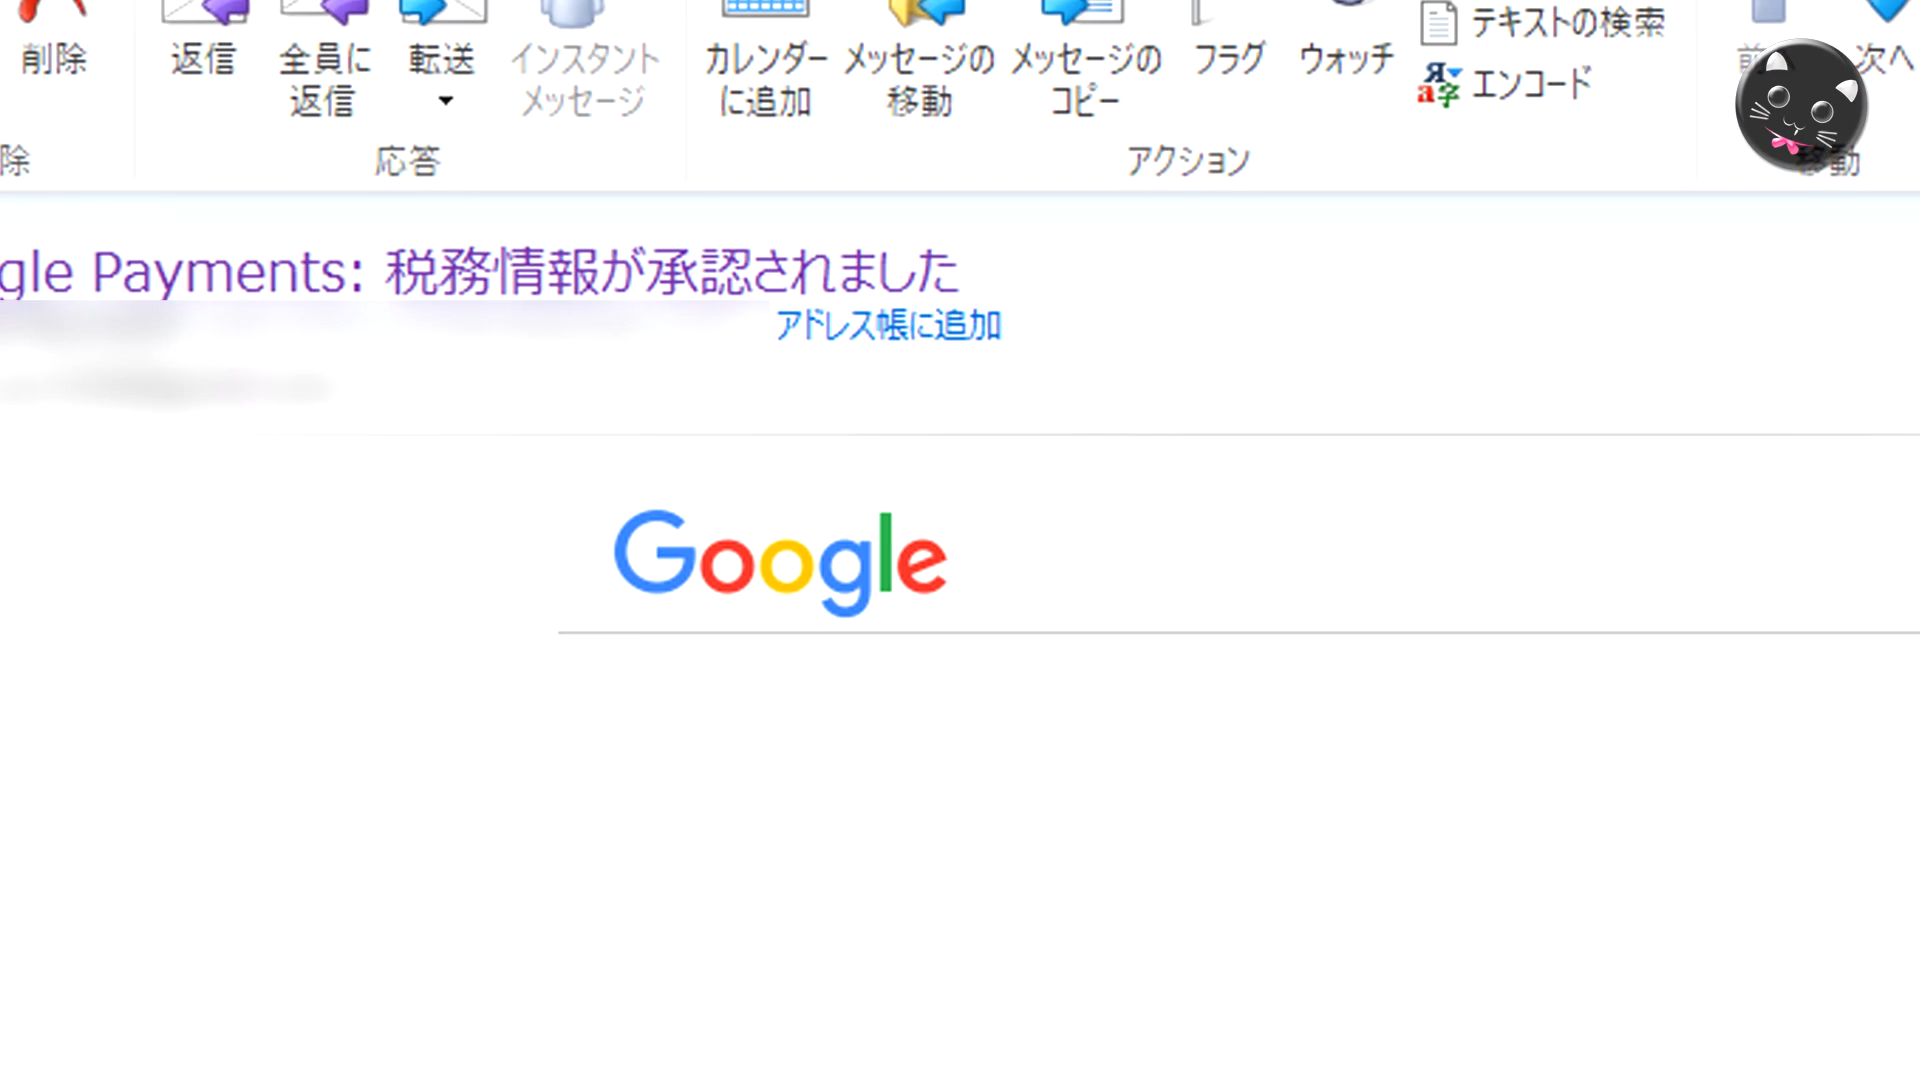 テキストの検索
削除
返信
全員に
返信
転送
インスタント
メッセージ
カレンダー
に追加
メッセージの
移動
メッセージの
コピー
フラグ
ウォッチ
エンコード
前
次へ
除
応答
アクション
移動
gle Payments: 税務情報が承認されました
アドレス帳に追加
Google